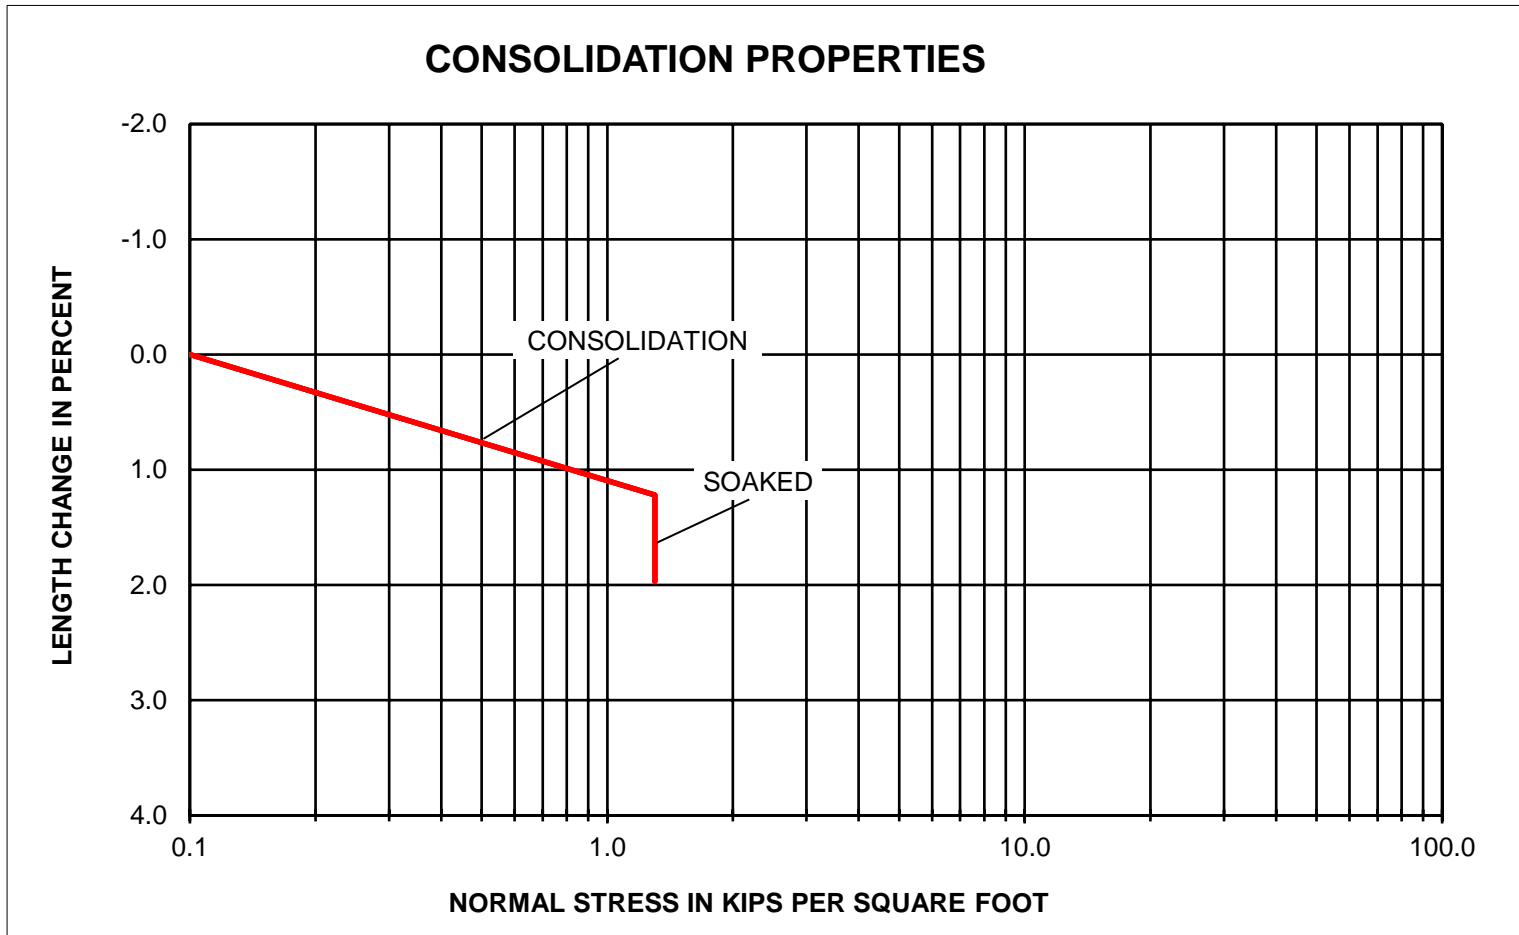 CONSOLIDATION PROPERTIES
-2.0
-1.0
0.0
1.0
2.0
3.0
4.0
LENGTH CHANGE IN PERCENT
CONSOLIDATION
SOAKED
0.1 1.0 10.0 100.0
NORMAL STRESS IN KIPS PER SQUARE FOOT